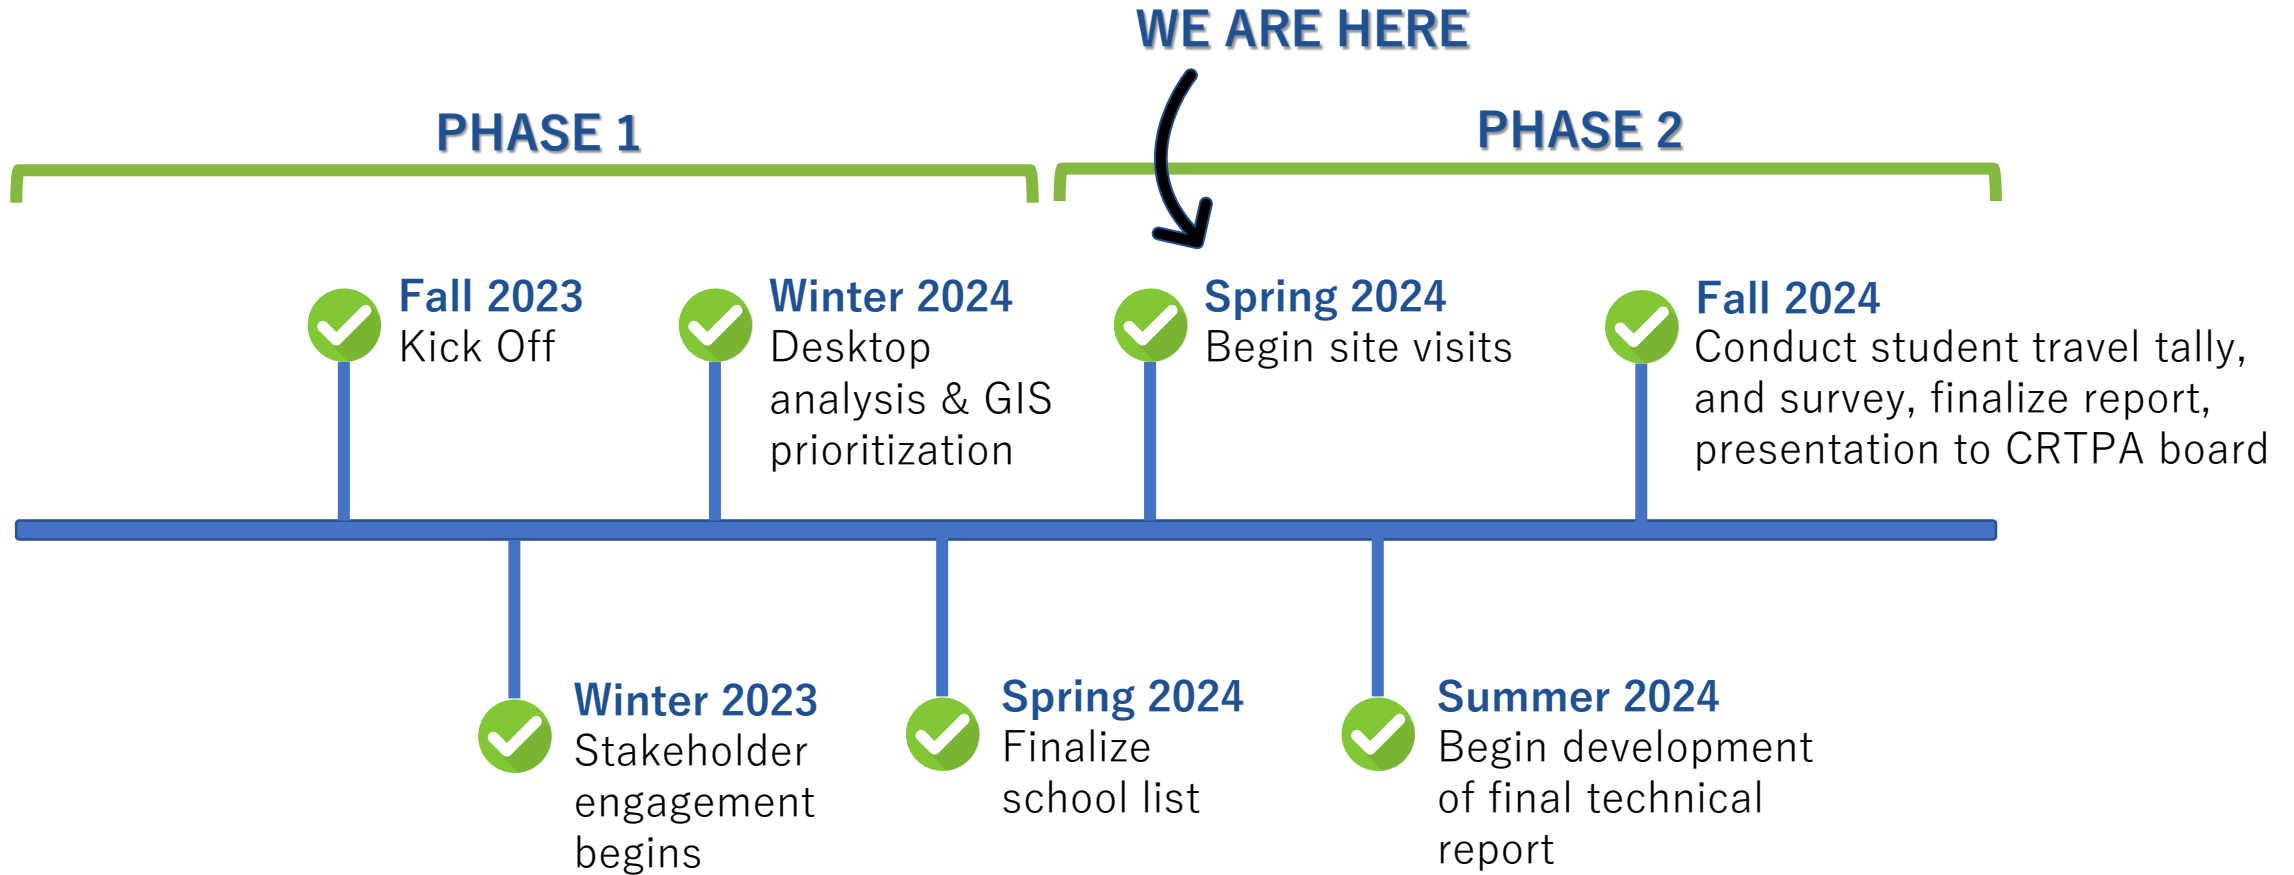 WE ARE HERE
PHASE 1
PHASE 2
Fall 2023
Kick Off
Winter 2024
Desktop
analysis & GIS
prioritization
Spring 2024
Begin site visits
Fall 2024
Conduct student travel tally,
and survey, finalize report,
presentation to CRTPA board
Winter 2023
Stakeholder
engagement
begins
Spring 2024
Finalize
school list
Summer 2024
Begin development
of final technical
report